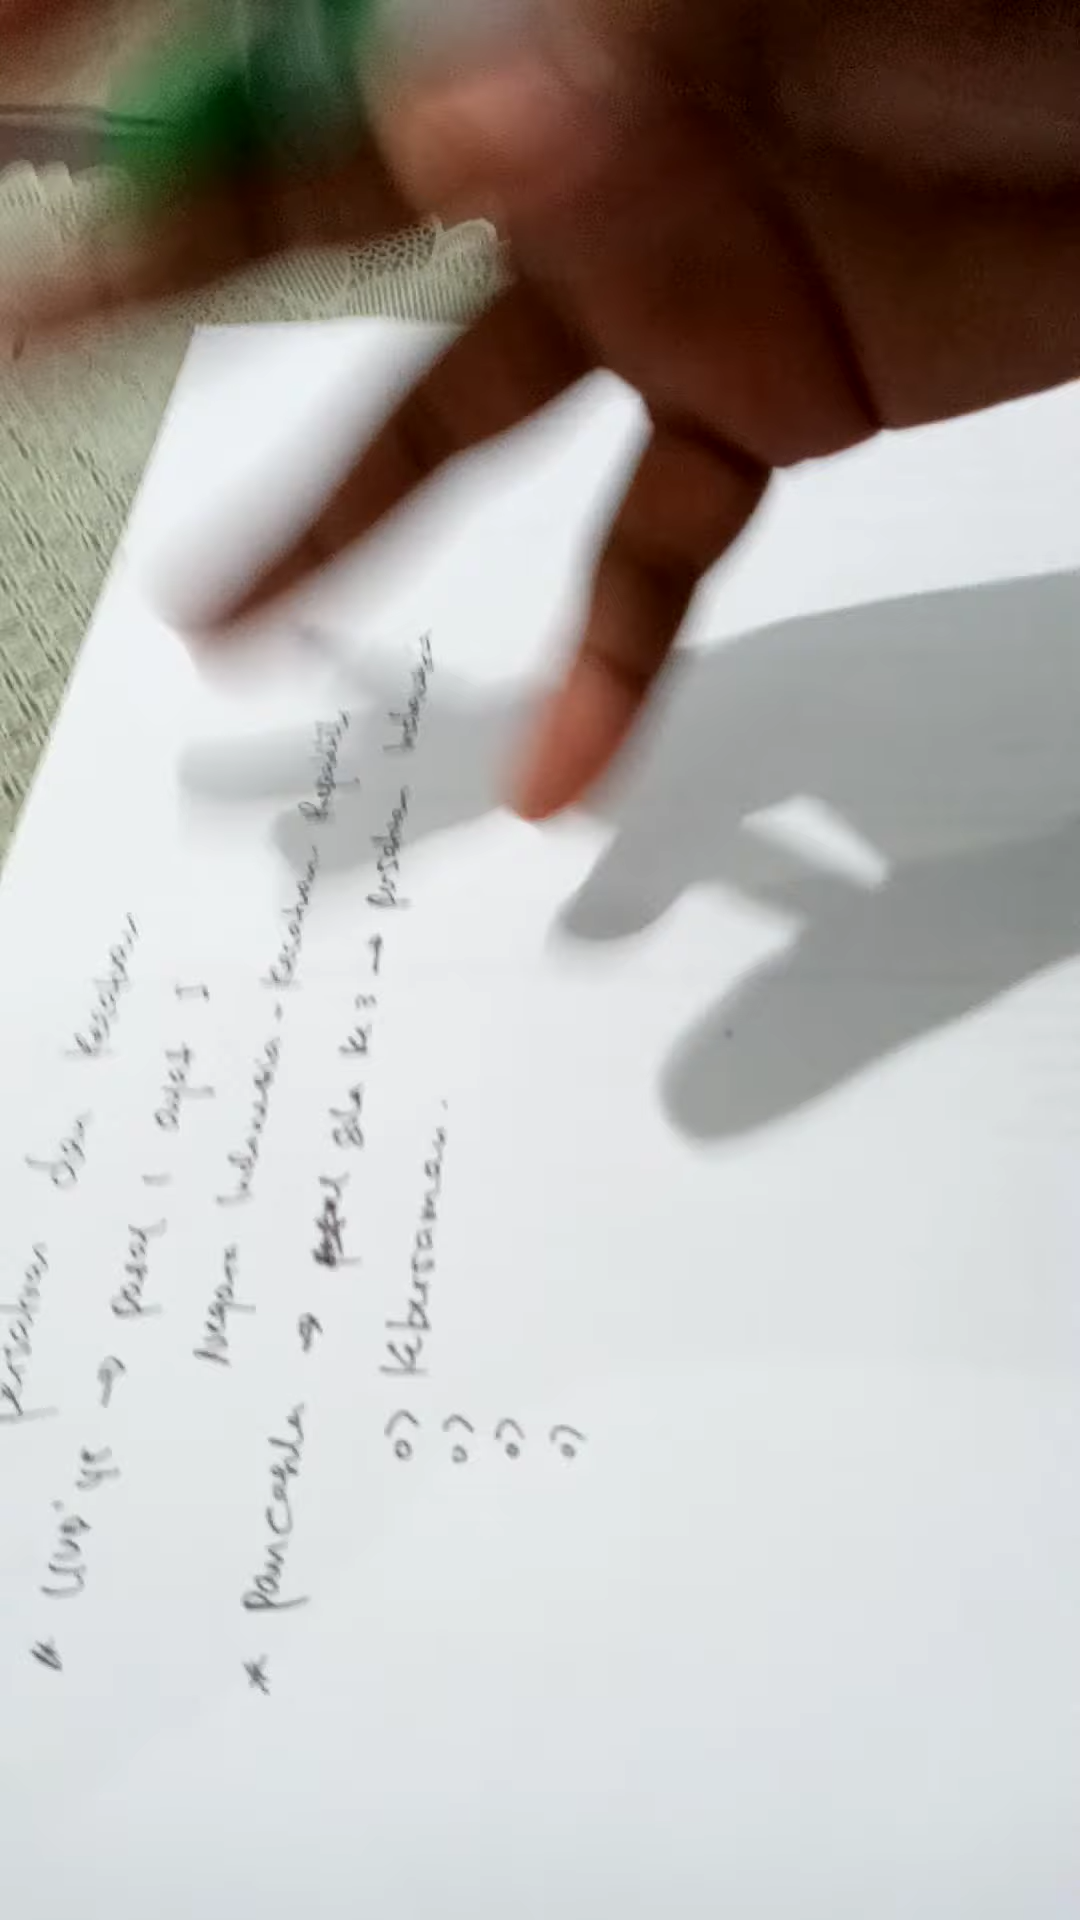 Persatuan dan Kesatuan
* UUD' 45 → pasal 1 ayat I
Negara Indonesia - Kesatuan Republik
* Pancasila → Sila ke 3 → Persatuan Indonesia
o) Kebersamaan.
o)
o)
o)